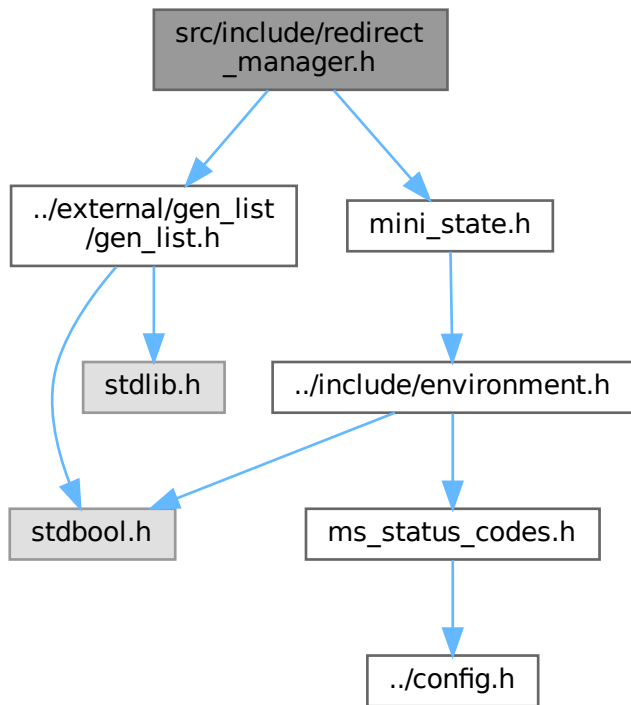 src/include/redirect
_manager.h
../external/gen_list
/gen_list.h
mini_state.h
stdlib.h
../include/environment.h
stdbool.h
ms_status_codes.h
../config.h